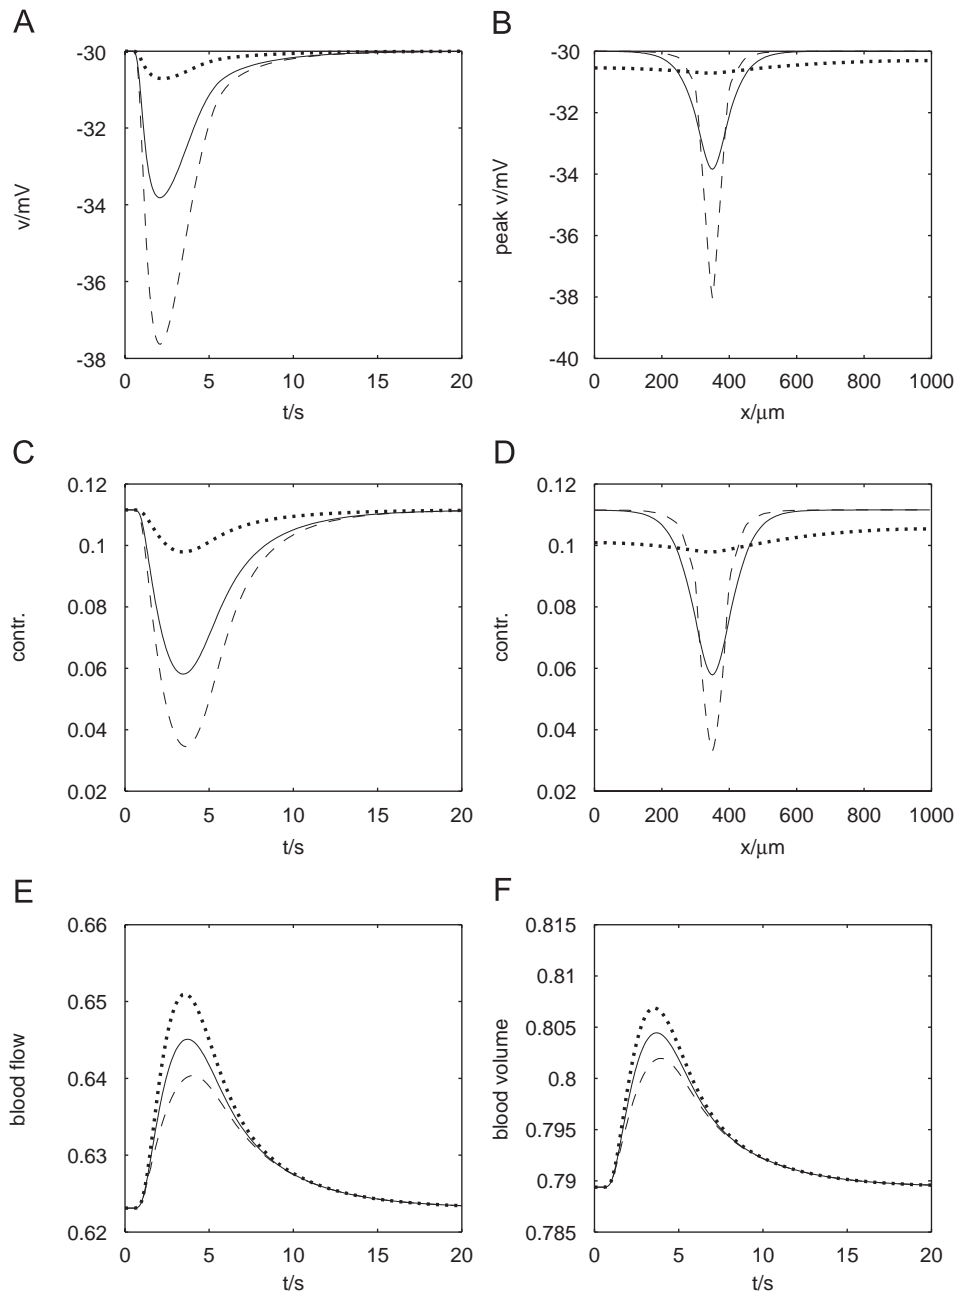 A
v/mV
-30
-32
-34
-36
-38
0 5 10 15 20
t/s
B
peak v/mV
-30
-32
-34
-36
-38
-40
0 200 400 600 800 1000
x/μm
C
contr.
0.12
0.1
0.08
0.06
0.04
0.02
0 5 10 15 20
t/s
D
contr.
0.12
0.1
0.08
0.06
0.04
0.02
0 200 400 600 800 1000
x/μm
E
blood flow
0.66
0.65
0.64
0.63
0.62
0 5 10 15 20
t/s
F
blood volume
0.815
0.81
0.805
0.8
0.795
0.79
0.785
0 5 10 15 20
t/s